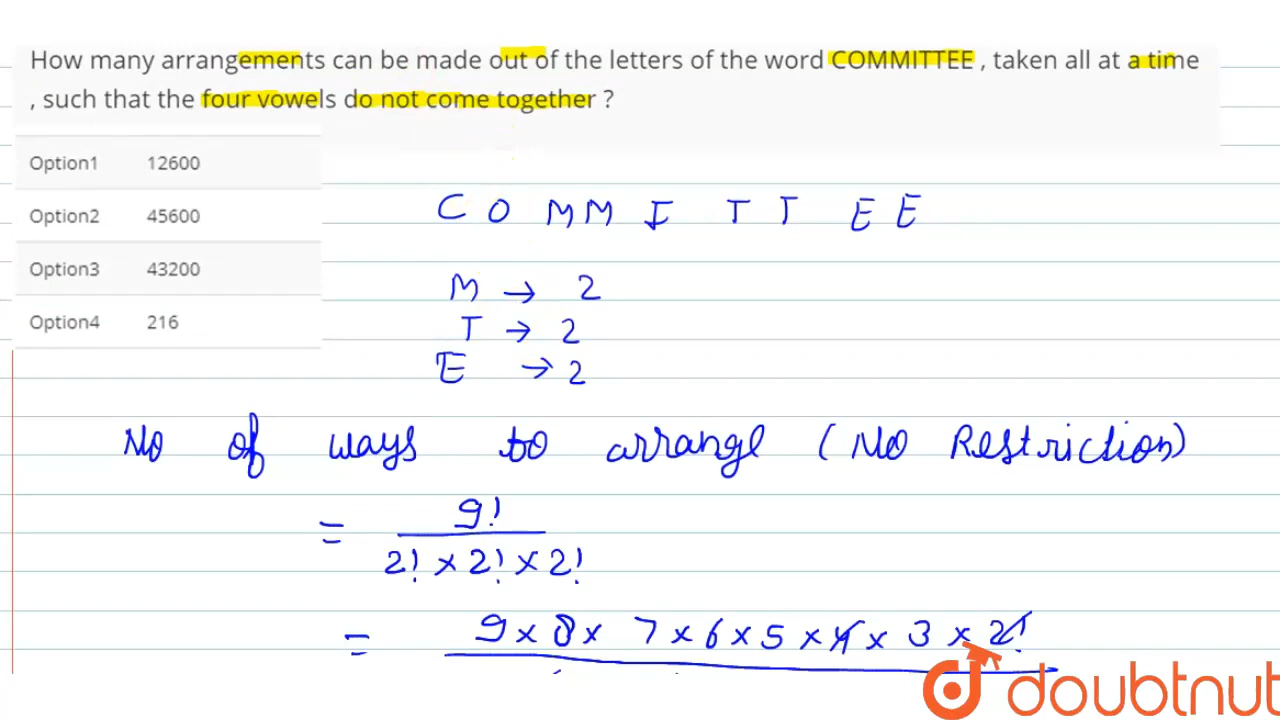 How many arrangements can be made out of the letters of the word COMMITTEE , taken all at a time
, such that the four vowels do not come together ?
Option1 12600
Option2 45600
Option3 43200
Option4 216
C O M M I T T E E
M → 2
T → 2
E → 2
No of ways to arrange (No Restriction)
= 9!
2! × 2! × 2!
= 9 × 8 × 7 × 6 × 5 × 4 × 3 × 2!
doubtnut